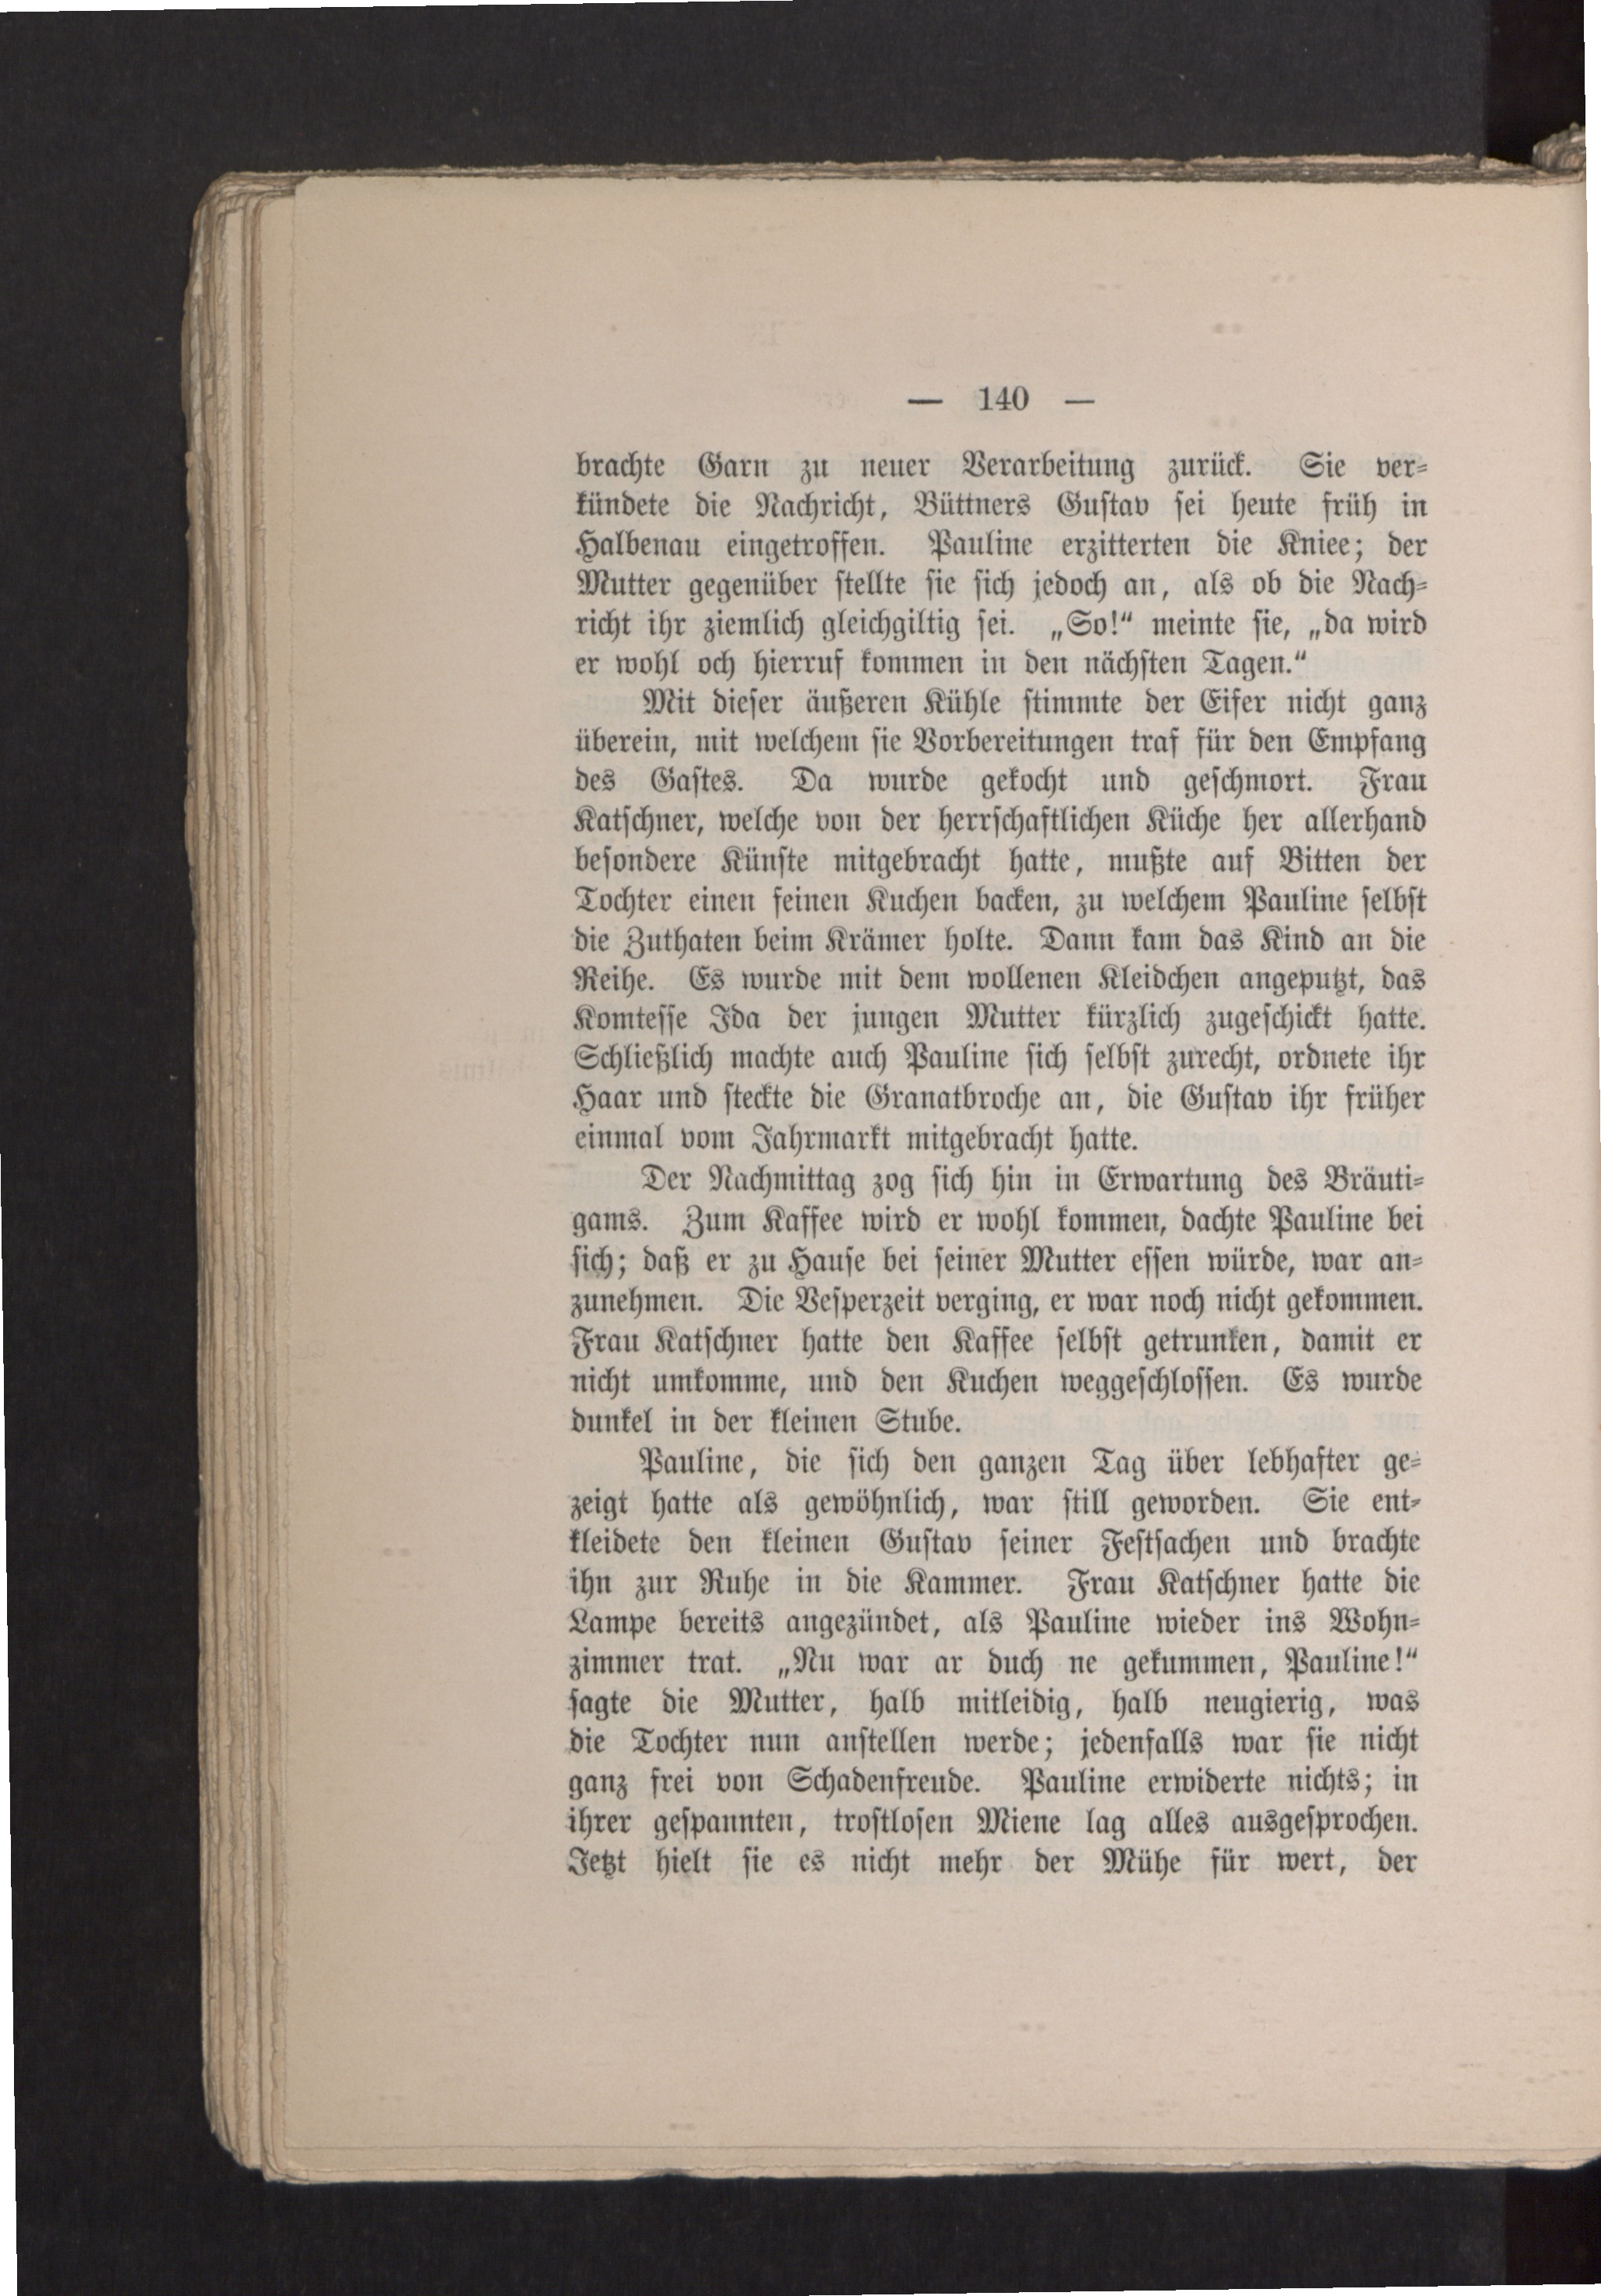 — 140 —
brachte Garn zu neuer Verarbeitung zurück. Sie ver-
kündete die Nachricht, Büttners Gustav sei heute früh in
Halbenau eingetroffen. Pauline erzitterten die Kniee; der
Mutter gegenüber stellte sie sich jedoch an, als ob die Nach-
richt ihr ziemlich gleichgiltig sei. „So!“ meinte sie, „da wird
er wohl och hierruf kommen in den nächsten Tagen.“
Mit dieser äußeren Kühle stimmte der Eifer nicht ganz
überein, mit welchem sie Vorbereitungen traf für den Empfang
des Gastes. Da wurde gekocht und geschmort. Frau
Katschner, welche von der herrschaftlichen Küche her allerhand
besondere Künste mitgebracht hatte, mußte auf Bitten der
Tochter einen feinen Kuchen backen, zu welchem Pauline selbst
die Zuthaten beim Krämer holte. Dann kam das Kind an die
Reihe. Es wurde mit dem wollenen Kleidchen angeputzt, das
Komtesse Ida der jungen Mutter kürzlich zugeschickt hatte.
Schließlich machte auch Pauline sich selbst zurecht, ordnete ihr
Haar und steckte die Granatbroche an, die Gustav ihr früher
einmal vom Jahrmarkt mitgebracht hatte.
Der Nachmittag zog sich hin in Erwartung des Bräuti-
gams. Zum Kaffee wird er wohl kommen, dachte Pauline bei
sich; daß er zu Hause bei seiner Mutter essen würde, war an-
zunehmen. Die Vesperzeit verging, er war noch nicht gekommen.
Frau Katschner hatte den Kaffee selbst getrunken, damit er
nicht umkomme, und den Kuchen weggeschlossen. Es wurde
dunkel in der kleinen Stube.
Pauline, die sich den ganzen Tag über lebhafter ge-
zeigt hatte als gewöhnlich, war still geworden. Sie ent-
kleidete den kleinen Gustav seiner Festsachen und brachte
ihn zur Ruhe in die Kammer. Frau Katschner hatte die
Lampe bereits angezündet, als Pauline wieder ins Wohn-
zimmer trat. „Nu war ar duch ne gekummen, Pauline!“
sagte die Mutter, halb mitleidig, halb neugierig, was
die Tochter nun anstellen werde; jedenfalls war sie nicht
ganz frei von Schadenfreude. Pauline erwiderte nichts; in
ihrer gespannten, trostlosen Miene lag alles ausgesprochen.
Jetzt hielt sie es nicht mehr der Mühe für wert, der